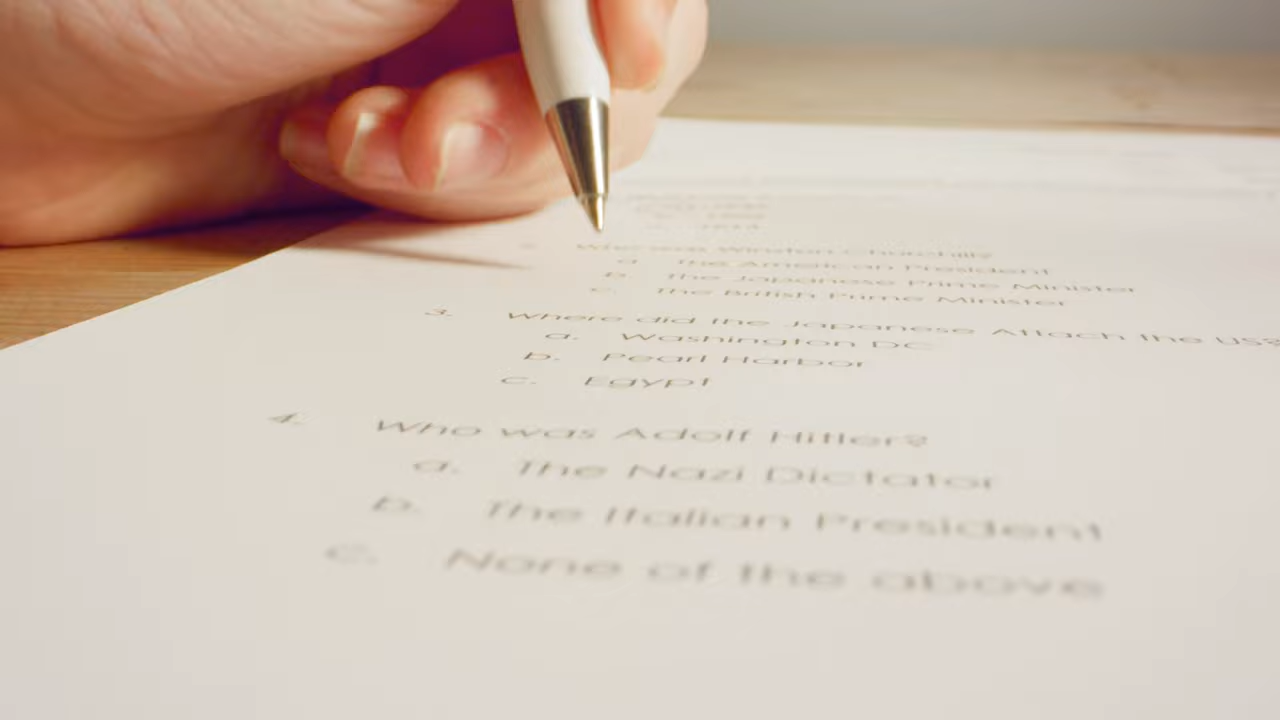 Who was Winston Churchill?
a. The American President
b. The Japanese Prime Minister
c. The British Prime Minister
3. Where did the Japanese Attack the US?
a. Washington DC
b. Pearl Harbor
c. Egypt
4. Who was Adolf Hitler?
a. The Nazi Dictator
b. The Italian President
c. None of the above